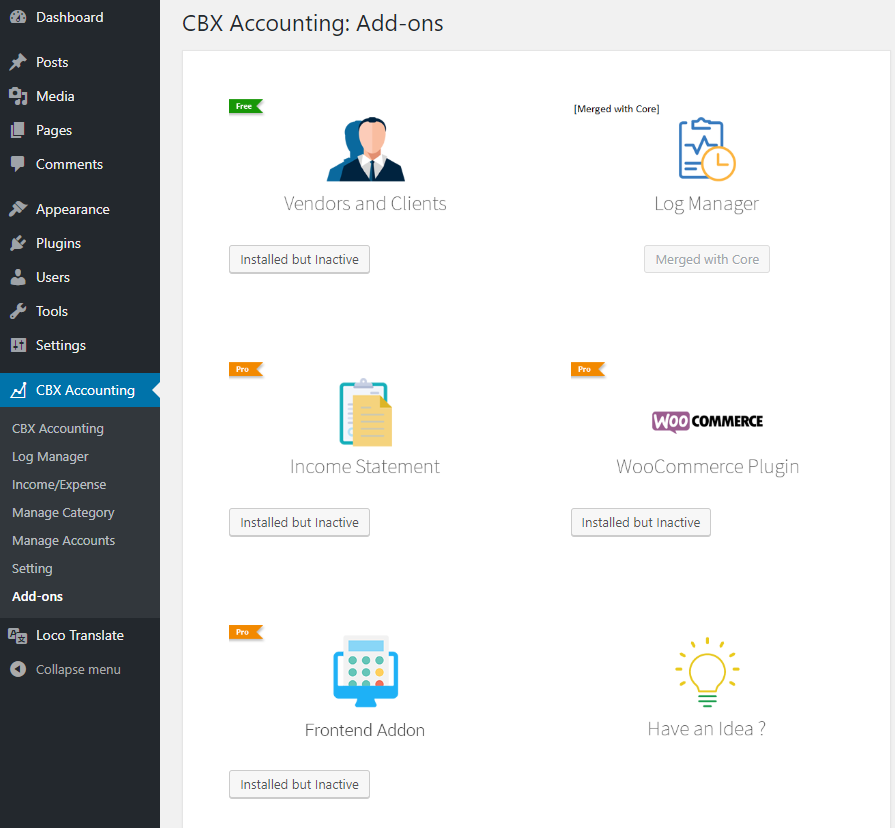 Dashboard
Posts
Media
Pages
Comments
Appearance
Plugins
Users
Tools
Settings
CBX Accounting
CBX Accounting
Log Manager
Income/Expense
Manage Category
Manage Accounts
Setting
Add-ons
Loco Translate
Collapse menu
CBX Accounting: Add-ons
Free
Vendors and Clients
Installed but Inactive
[Merged with Core]
Log Manager
Merged with Core
Pro
Income Statement
Installed but Inactive
Pro
WOO COMMERCE
WooCommerce Plugin
Installed but Inactive
Pro
Frontend Addon
Installed but Inactive
Have an Idea ?